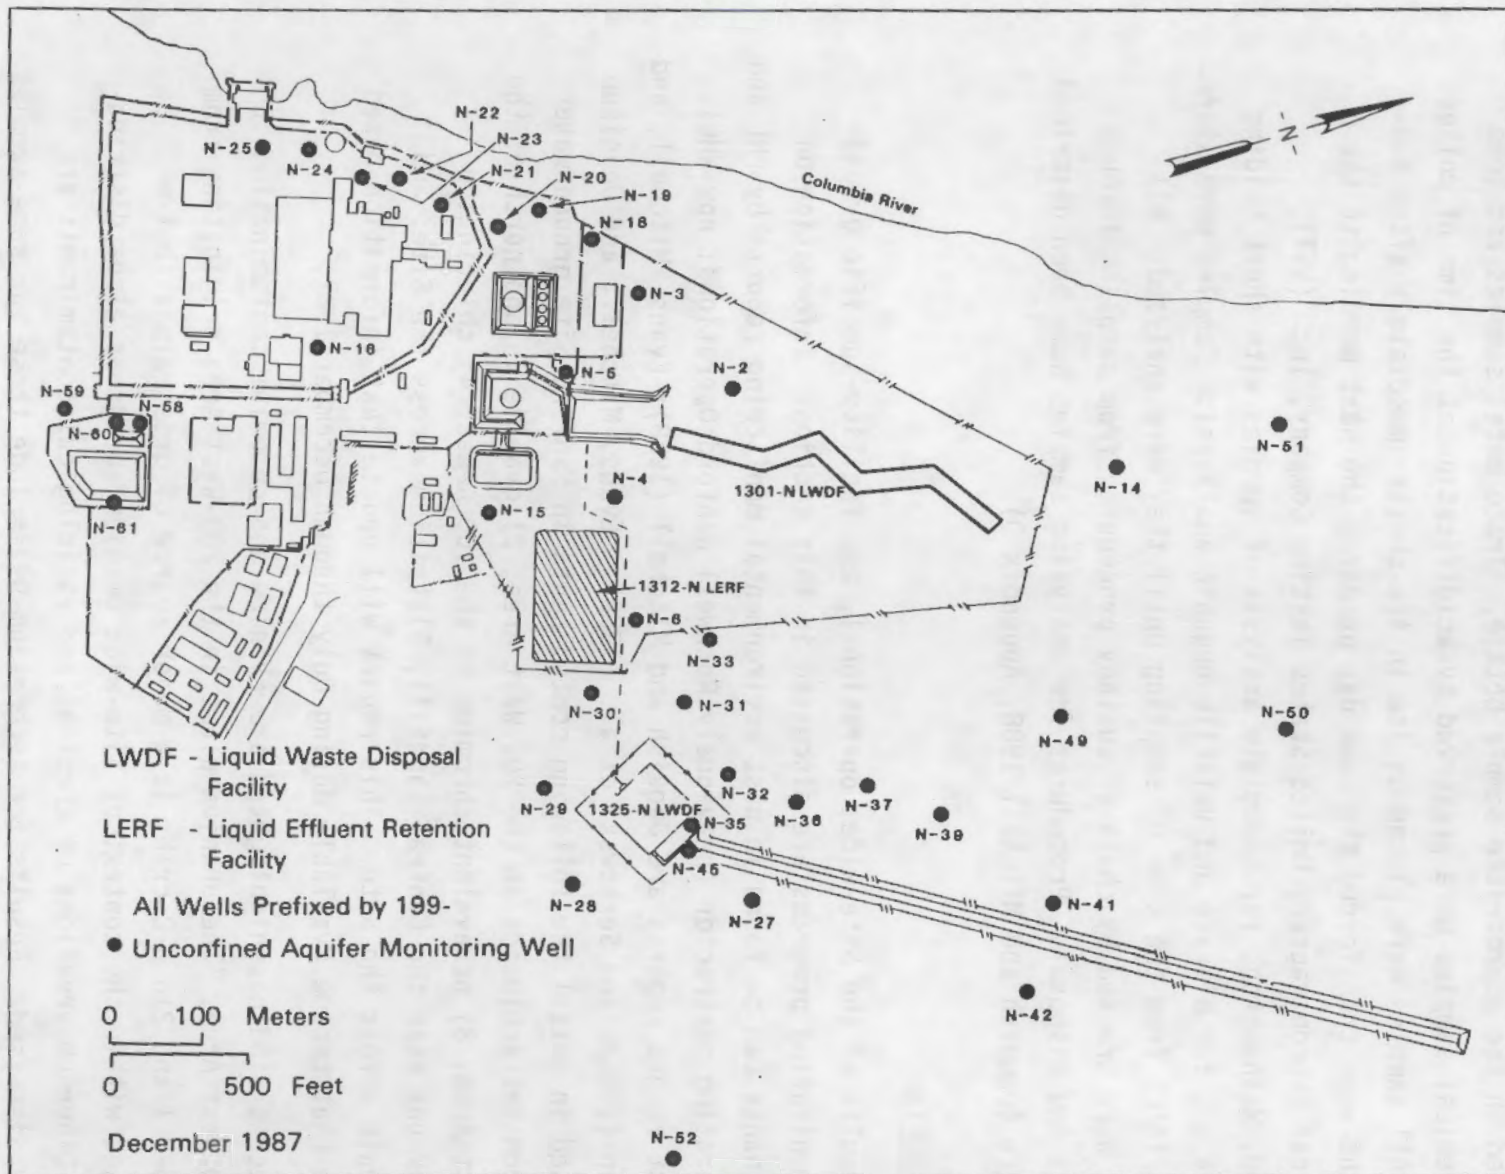 N-22
N-23
N-25
N-24
N-21
N-20
N-19
N-18
Columbia River
N
N-3
N-16
N-5
N-2
N-59
N-58
N-60
N-51
N-14
N-4
1301-N LWDF
N-61
N-15
1312-N LERF
N-6
N-33
N-30
N-31
N-49
N-50
LWDF - Liquid Waste Disposal
Facility
N-29
N-32
N-36
N-37
N-39
1325-N LWDF
N-35
LERF - Liquid Effluent Retention
Facility
N-45
N-28
N-27
N-41
All Wells Prefixed by 199-
Unconfined Aquifer Monitoring Well
N-42
0 100 Meters
0 500 Feet
December 1987
N-52